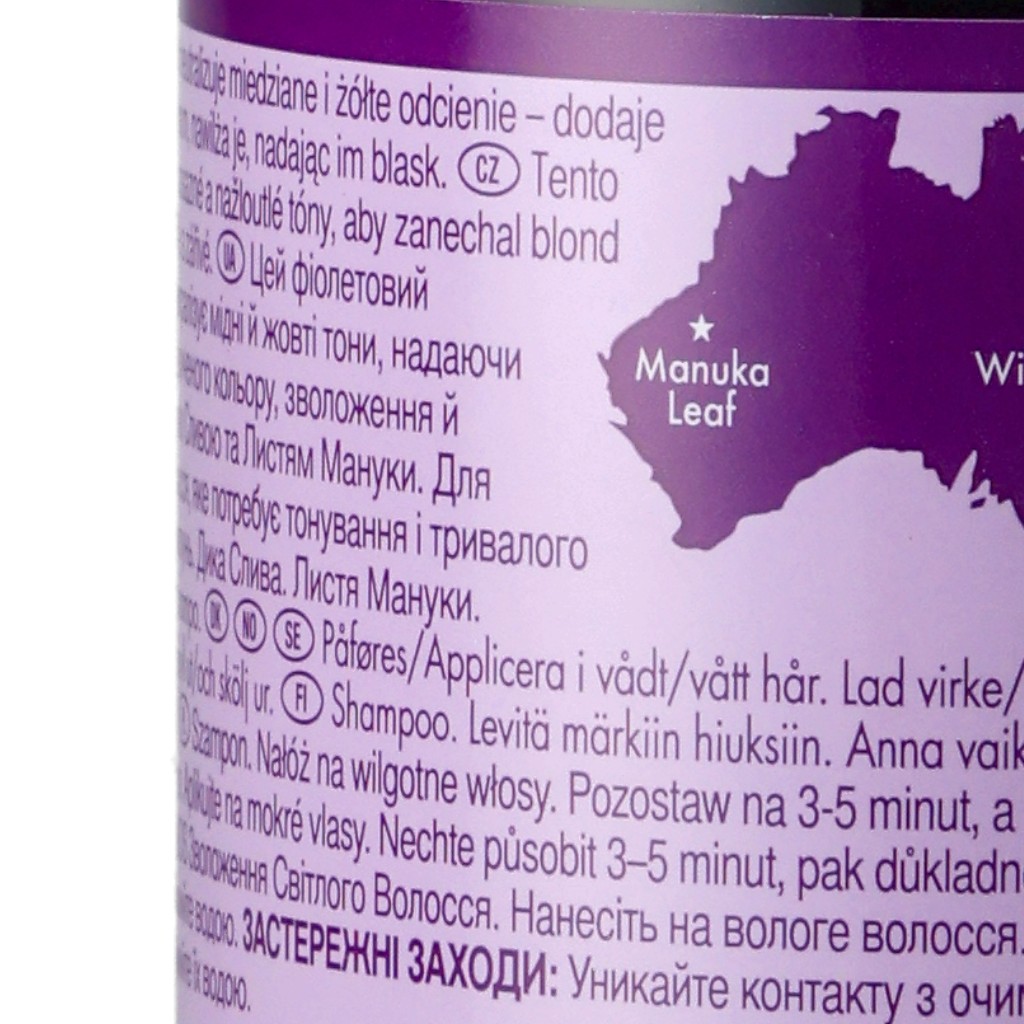 miedziane i żółte odcienie – dodaje
nawilża je, nadając im blask. CZ Tento
a nažloutlé tóny, aby zanechal blond
UA Цей фіолетовий
мідні й жовті тони, надаючи
кольору, зволоження й
та Листям Мануки. Для
яке потребує тонування і тривалого
Дика Слива. Листя Мануки.
DK NO SE Påføres/Applicera i vådt/vått hår. Lad virke/
och skölj ur. FI Shampoo. Levitä märkiin hiuksiin. Anna
Szampon. Nałóż na wilgotne włosy. Pozostaw na 3-5 minut, a
na mokré vlasy. Nechte působit 3–5 minut, pak
Зволоження Світлого Волосся. Нанесіть на вологе волосся.
водою. ЗАСТЕРЕЖНІ ЗАХОДИ: Уникайте контакту з
їх водою.
Manuka
Leaf